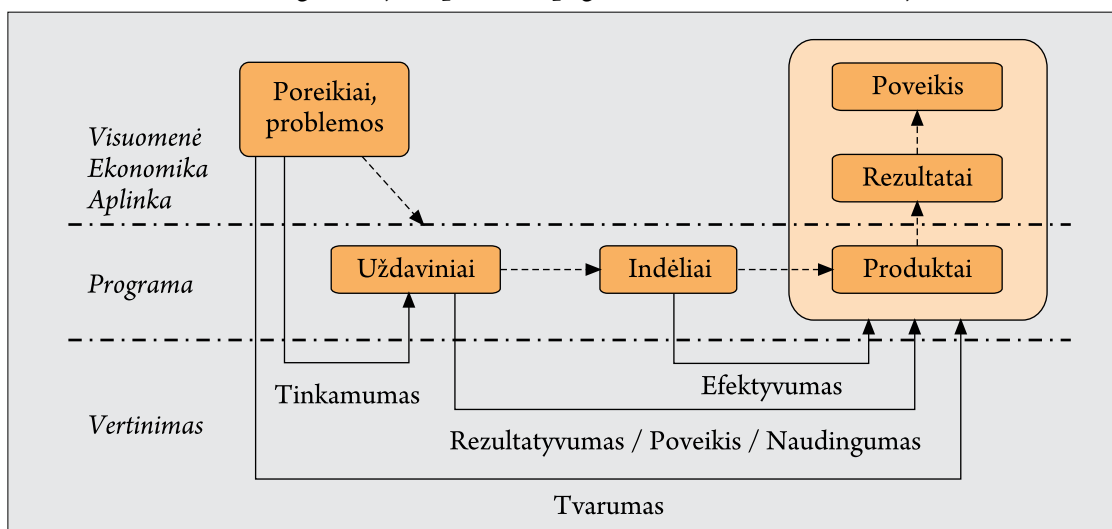 Poreikiai,
problemos
Poveikis
Visuomenė
Ekonomika
Aplinka
Rezultatai
Programa
Uždaviniai
Indėliai
Produktai
Tinkamumas
Efektyvumas
Vertinimas
Rezultatyvumas / Poveikis / Naudingumas
Tvarumas